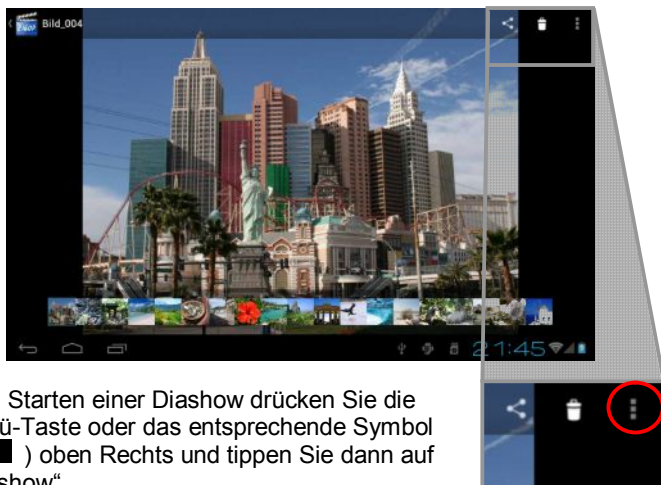 Bild_004
21:45
Starten einer Diashow drücken Sie die
ü-Taste oder das entsprechende Symbol
) oben Rechts und tippen Sie dann auf
show“